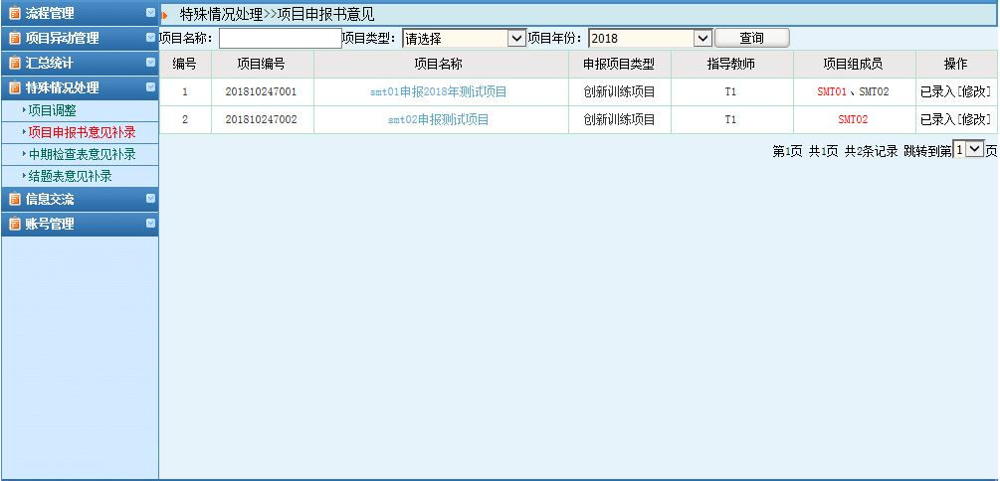 流程管理
项目异动管理
汇总统计
特殊情况处理
项目调整
项目申报书意见补录
中期检查表意见补录
结题表意见补录
信息交流
账号管理
特殊情况处理>>项目申报书意见
项目名称： 项目类型： 请选择 项目年份： 2018 查询
编号 项目编号 项目名称 申报项目类型 指导教师 项目组成员 操作
1 201810247001 smt01申报2018年测试项目 创新训练项目 T1 SMT01、SMT02 已录入[修改]
2 201810247002 smt02申报测试项目 创新训练项目 T1 SMT02 已录入[修改]
第1页 共1页 共2条记录 跳转到第 1 页